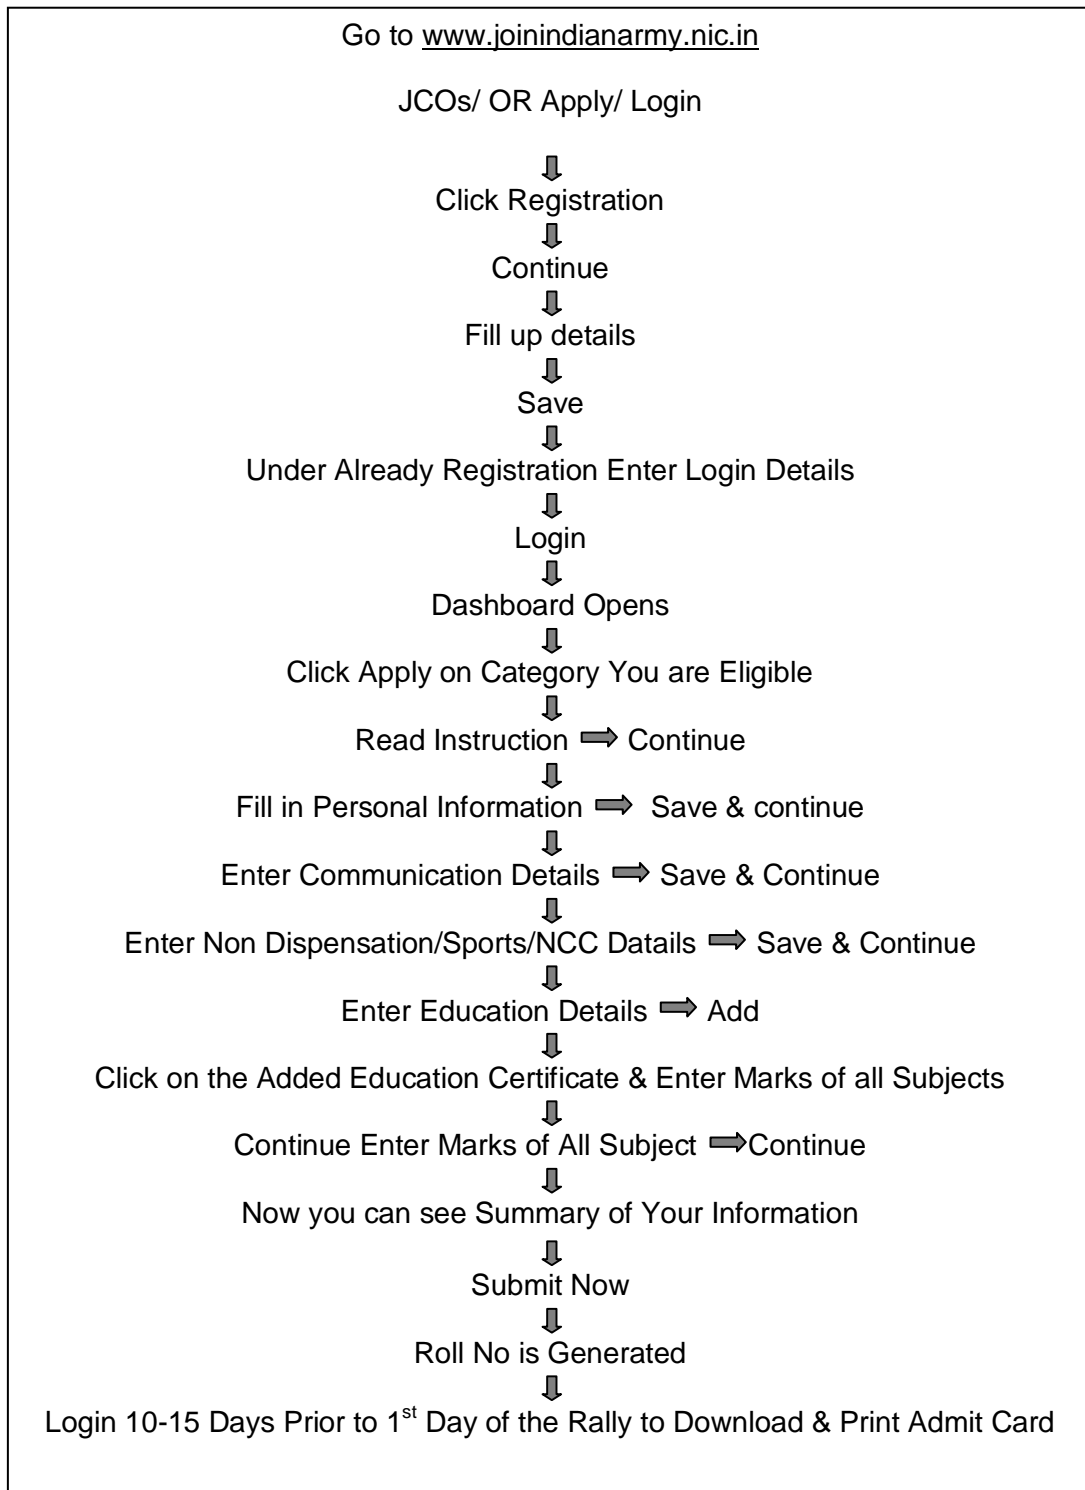 Go to www.joinindianarmy.nic.in
JCOs/ OR Apply/ Login
Click Registration
Continue
Fill up details
Save
Under Already Registration Enter Login Details
Login
Dashboard Opens
Click Apply on Category You are Eligible
Read Instruction Continue
Fill in Personal Information Save & continue
Enter Communication Details Save & Continue
Enter Non Dispensation/Sports/NCC Datails Save & Continue
Enter Education Details Add
Click on the Added Education Certificate & Enter Marks of all Subjects
Continue Enter Marks of All Subject Continue
Now you can see Summary of Your Information
Submit Now
Roll No is Generated
Login 10-15 Days Prior to 1st Day of the Rally to Download & Print Admit Card